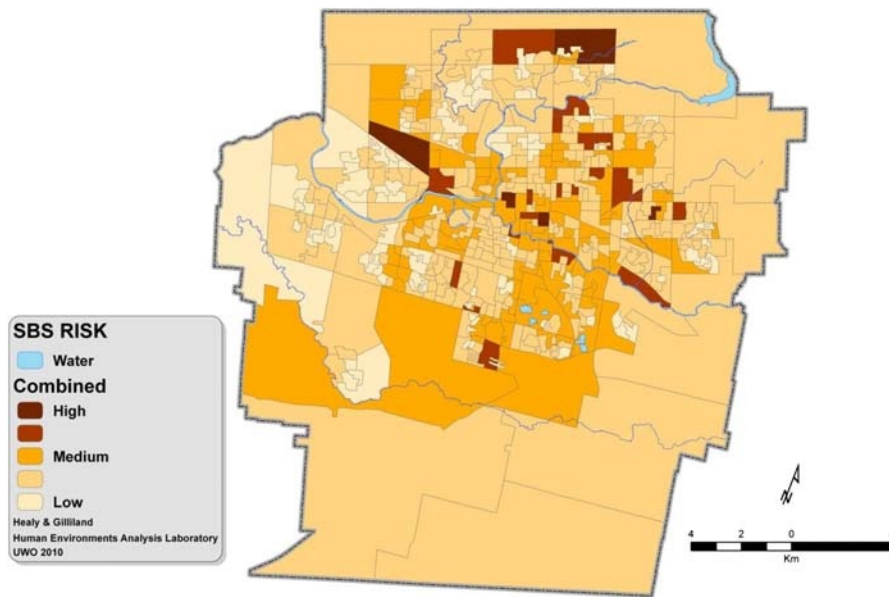 SBS RISK
Water
Combined
High
Medium
Low
Healy & Gilliland
Human Environments Analysis Laboratory
UWO 2010
N
4 2 0
Km